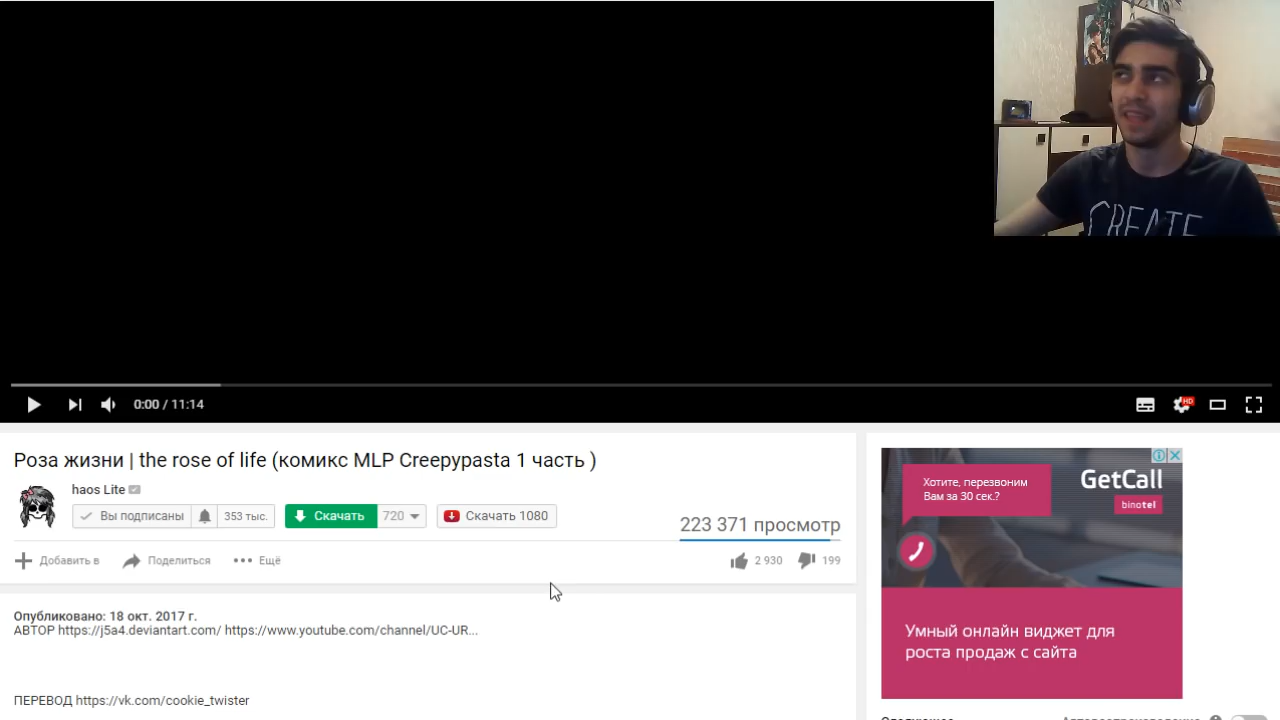 CREATE
0:00 / 11:14
HD
Роза жизни | the rose of life (комикс MLP Creepypasta 1 часть )
haos Lite
Вы подписаны
353 тыс.
Скачать
720
Скачать 1080
223 371 просмотр
Добавить в
Поделиться
Ещё
2 930
199
Опубликовано: 18 окт. 2017 г.
АВТОР https://j5a4.deviantart.com/ https://www.youtube.com/channel/UC-UR...
ПЕРЕВОД https://vk.com/cookie_twister
Хотите, перезвоним
Вам за 30 сек.?
GetCall
binotel
Умный онлайн виджет для
роста продаж с сайта